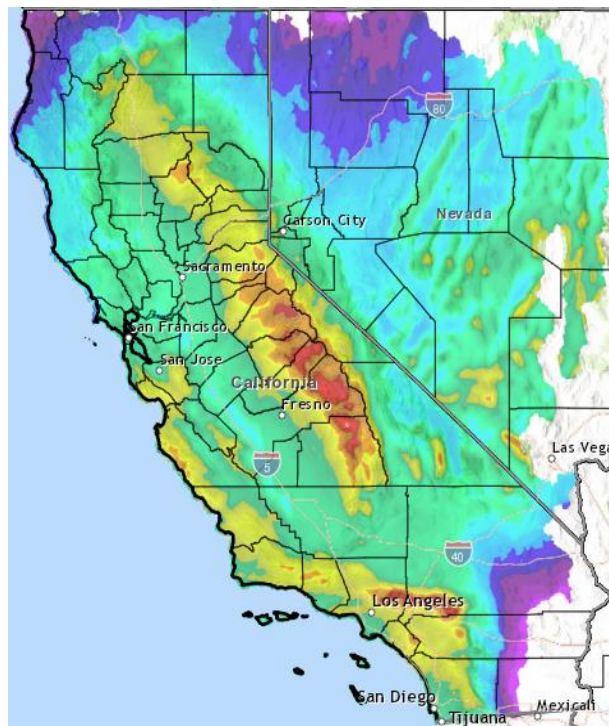 80
Carson City
Nevada
Sacramento
San Francisco
San Jose
California
Fresno
5
Las Vega
40
Los Angeles
San Diego
Mexicali
Tijuana